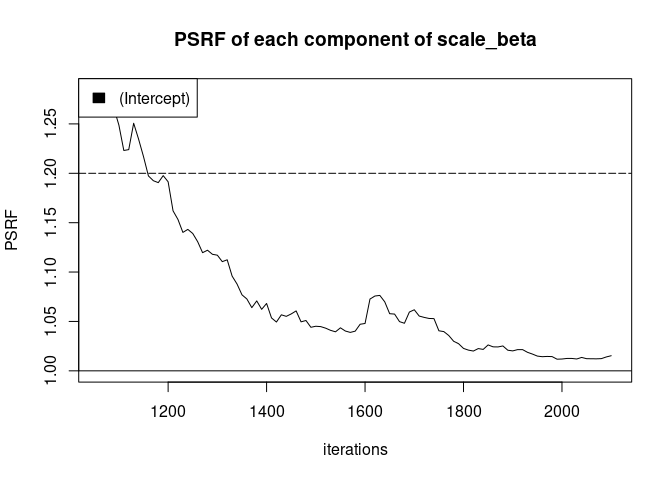 PSRF of each component of scale_beta
(Intercept)
1.25
1.20
1.15
1.10
1.05
1.00
PSRF
1200 1400 1600 1800 2000
iterations